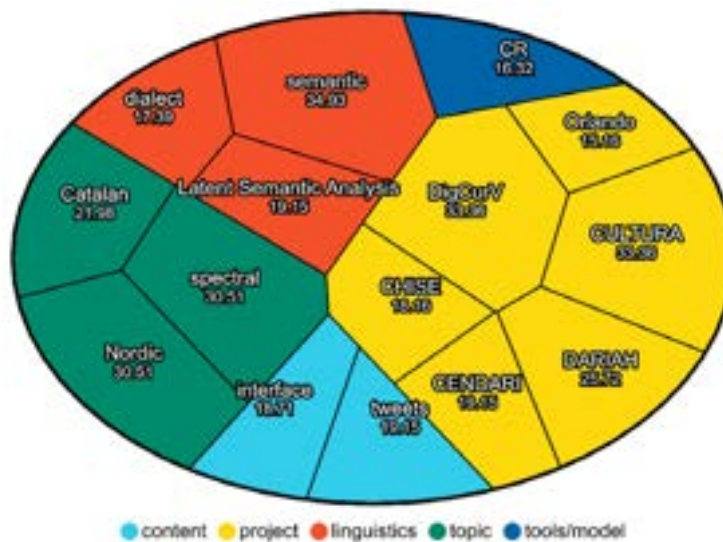 CR
16.32
semantic
34.93
dialect
17.39
Orlando
Latent Semantic Analysis
19.15
DigCurV
33.96
Catalan
21.98
CULTURA
33.96
spectral
30.51
CHISE
Nordic
30.51
DARIAH
interface
CENDARI
tweets
19.15
content
project
linguistics
topic
tools/model